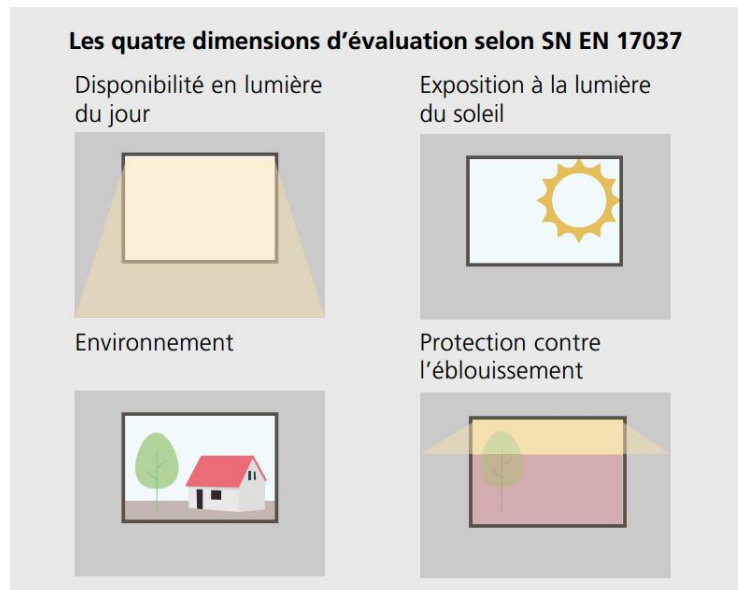 Les quatre dimensions d’évaluation selon SN EN 17037
Disponibilité en lumière
du jour
Exposition à la lumière
du soleil
Environnement
Protection contre
l’éblouissement